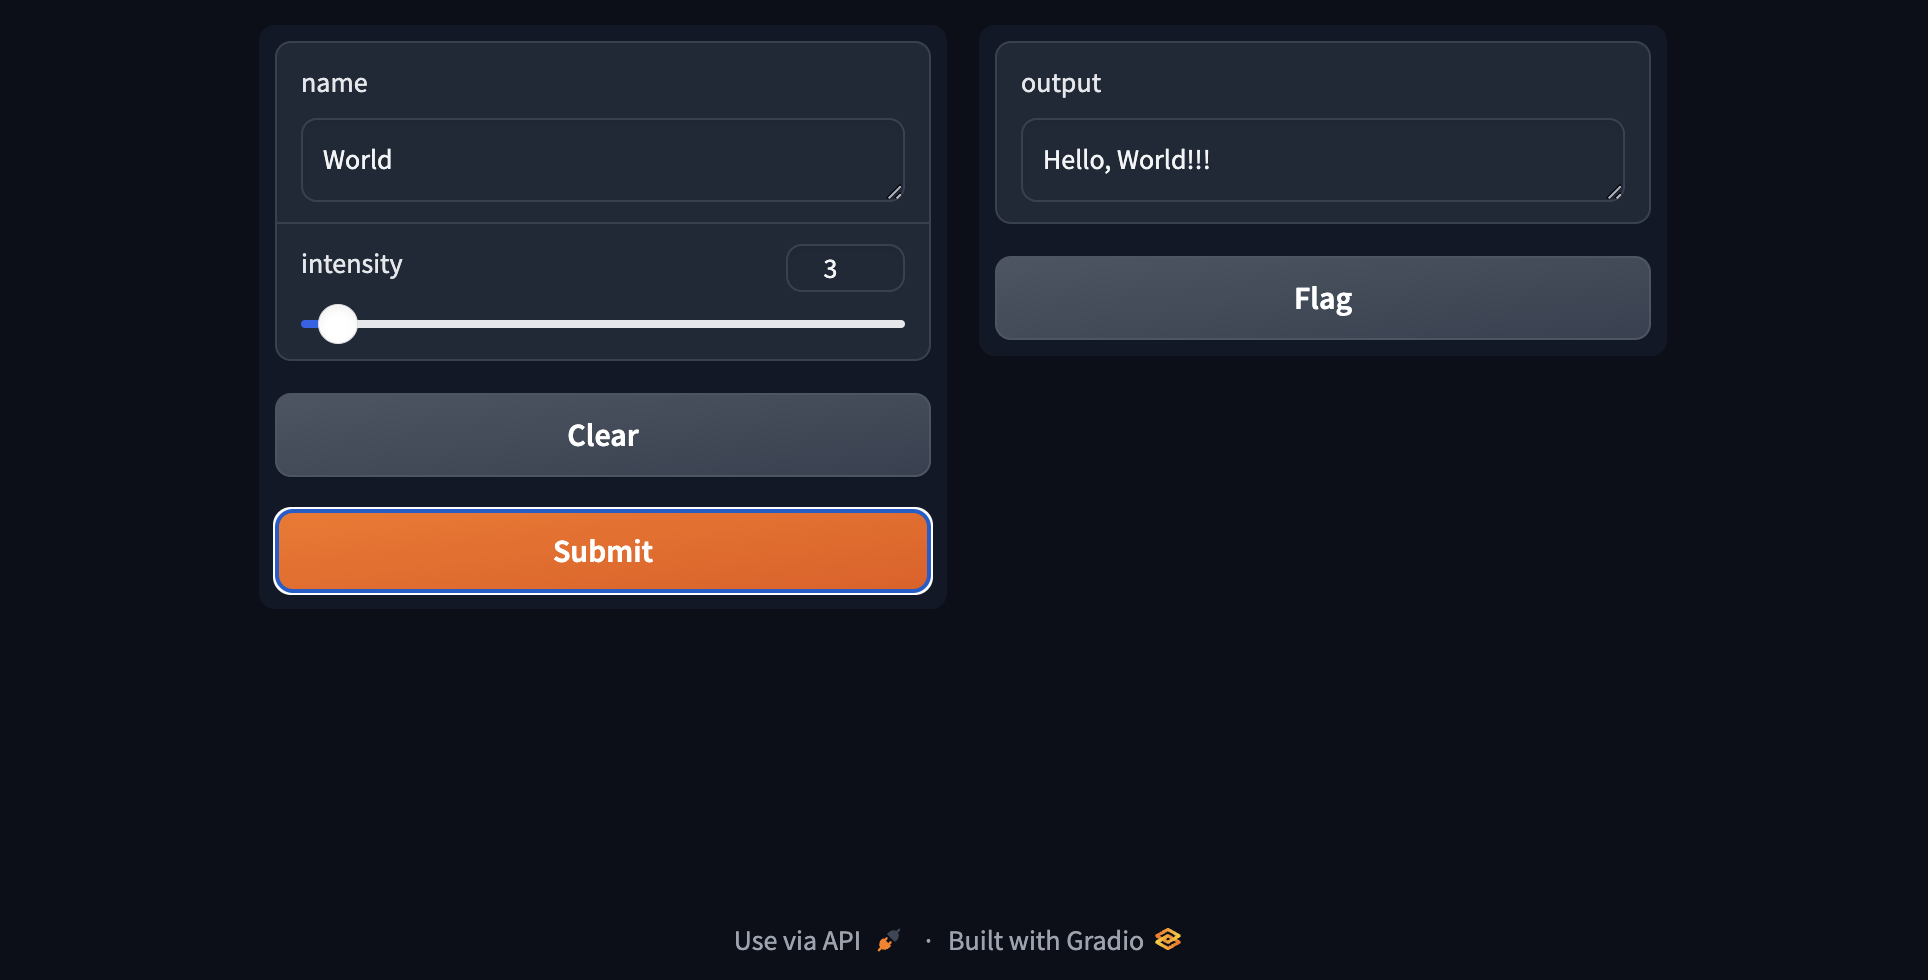 name
World
intensity
3
Clear
Submit
output
Hello, World!!!
Flag
Use via API · Built with Gradio